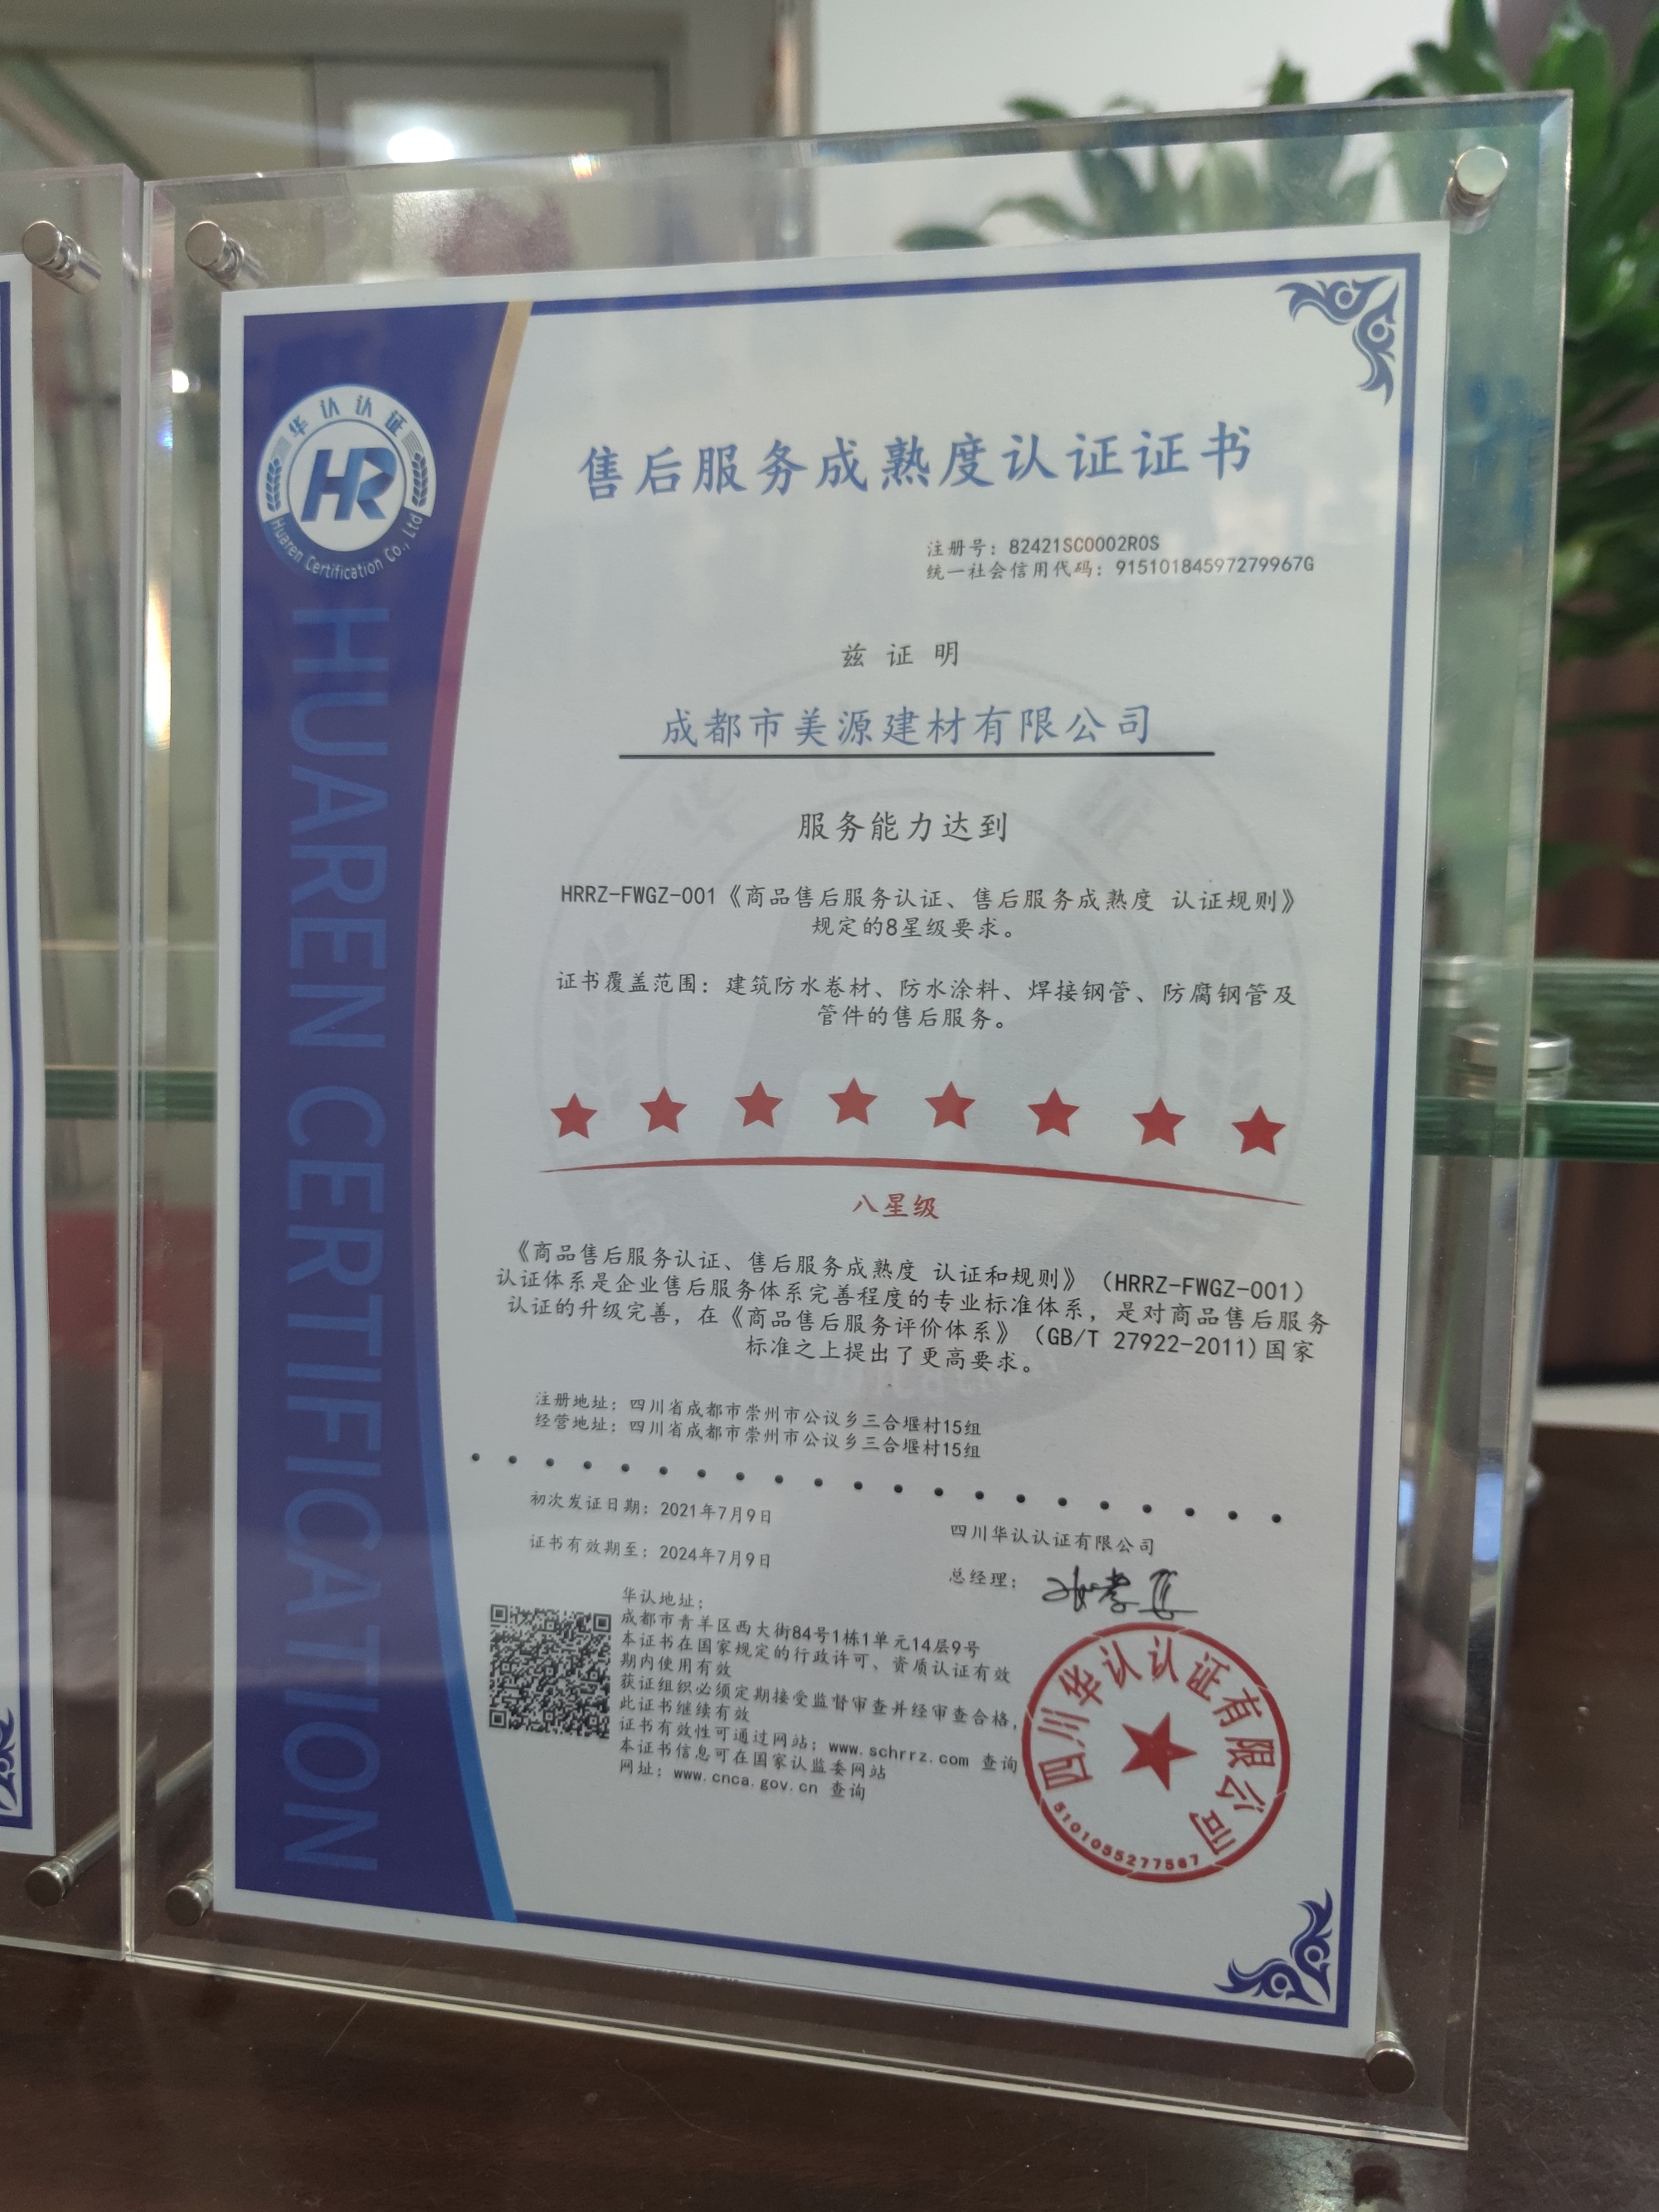 华认认证
HR
Huaren Certification Co., Ltd
HUAREN CERTIFICATION
售后服务成熟度认证证书
注册号：82421SC0002R0S
统一社会信用代码：91510184597279967G
兹 证 明
成都市美源建材有限公司
服务能力达到
HRRZ-FWGZ-001《商品售后服务认证、售后服务成熟度 认证规则》
规定的8星级要求。
证书覆盖范围：建筑防水卷材、防水涂料、焊接钢管、防腐钢管及
管件的售后服务。
八星级
《商品售后服务认证、售后服务成熟度 认证和规则》（HRRZ-FWGZ-001）
认证体系是企业售后服务体系完善程度的专业标准体系，是对商品售后服务
认证的升级完善，在《商品售后服务评价体系》（GB/T 27922-2011)国家
标准之上提出了更高要求。
注册地址：四川省成都市崇州市公议乡三合堰村15组
经营地址：四川省成都市崇州市公议乡三合堰村15组
初次发证日期：2021年7月9日
证书有效期至：2024年7月9日
四川华认认证有限公司
总经理：
华认地址：
成都市青羊区西大街84号1栋1单元14层9号
本证书在国家规定的行政许可、资质认证有效
期内使用有效
获证组织必须定期接受监督审查并经审查合格，
此证书继续有效
证书有效性可通过网站：www.schrrz.com 查询
本证书信息可在国家认监委网站
网址：www.cnca.gov.cn 查询
四川华认认证有限公司
5101055277587